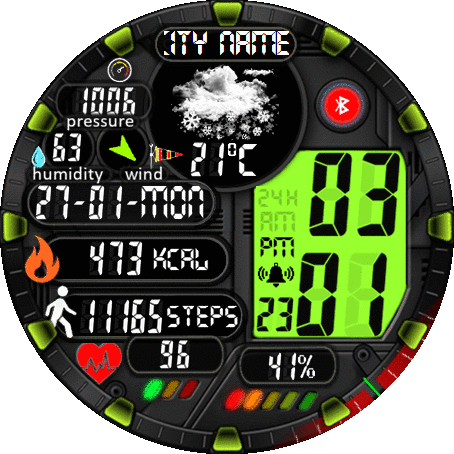 ITY NAME
1006
pressure
63
humidity
wind
21°C
27-01-MON
24H
AM
PM
03
01
23
473 KCAL
11165 STEPS
96
41%